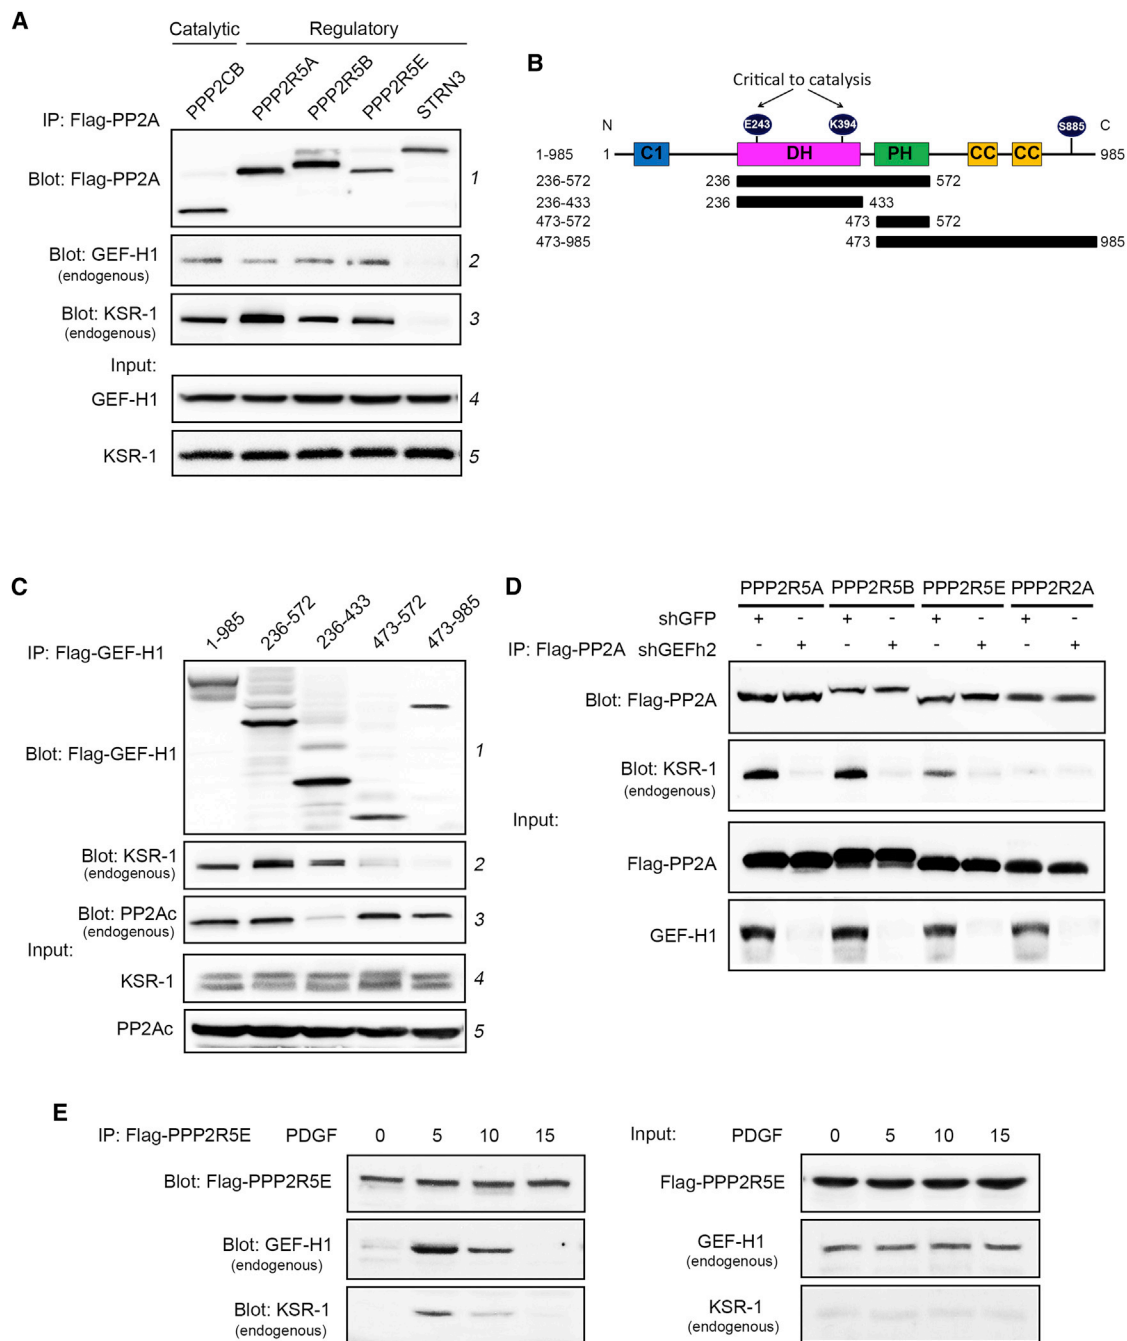 A
Catalytic Regulatory
PPP2CB PPP2R5A PPP2R5B PPP2R5E STRN3
IP: Flag-PP2A
Blot: Flag-PP2A 1
Blot: GEF-H1 2
(endogenous)
Blot: KSR-1 3
(endogenous)
Input:
GEF-H1 4
KSR-1 5
B
Critical to catalysis
N E243 K394 S885 C
1-985 1 C1 DH PH CC CC 985
236-572 236 572
236-433 236 433
473-572 473 572
473-985 473 985
C
1-985 236-572 236-433 473-572 473-985
IP: Flag-GEF-H1
Blot: Flag-GEF-H1 1
Blot: KSR-1 2
(endogenous)
Blot: PP2Ac 3
(endogenous)
Input:
KSR-1 4
PP2Ac 5
D
PPP2R5A PPP2R5B PPP2R5E PPP2R2A
shGFP + - + - + - + -
IP: Flag-PP2A shGEFh2 - + - + - + - +
Blot: Flag-PP2A
Blot: KSR-1
(endogenous)
Input:
Flag-PP2A
GEF-H1
E
IP: Flag-PPP2R5E PDGF 0 5 10 15
Blot: Flag-PPP2R5E
Blot: GEF-H1
(endogenous)
Blot: KSR-1
(endogenous)
Input: PDGF 0 5 10 15
Flag-PPP2R5E
GEF-H1
(endogenous)
KSR-1
(endogenous)